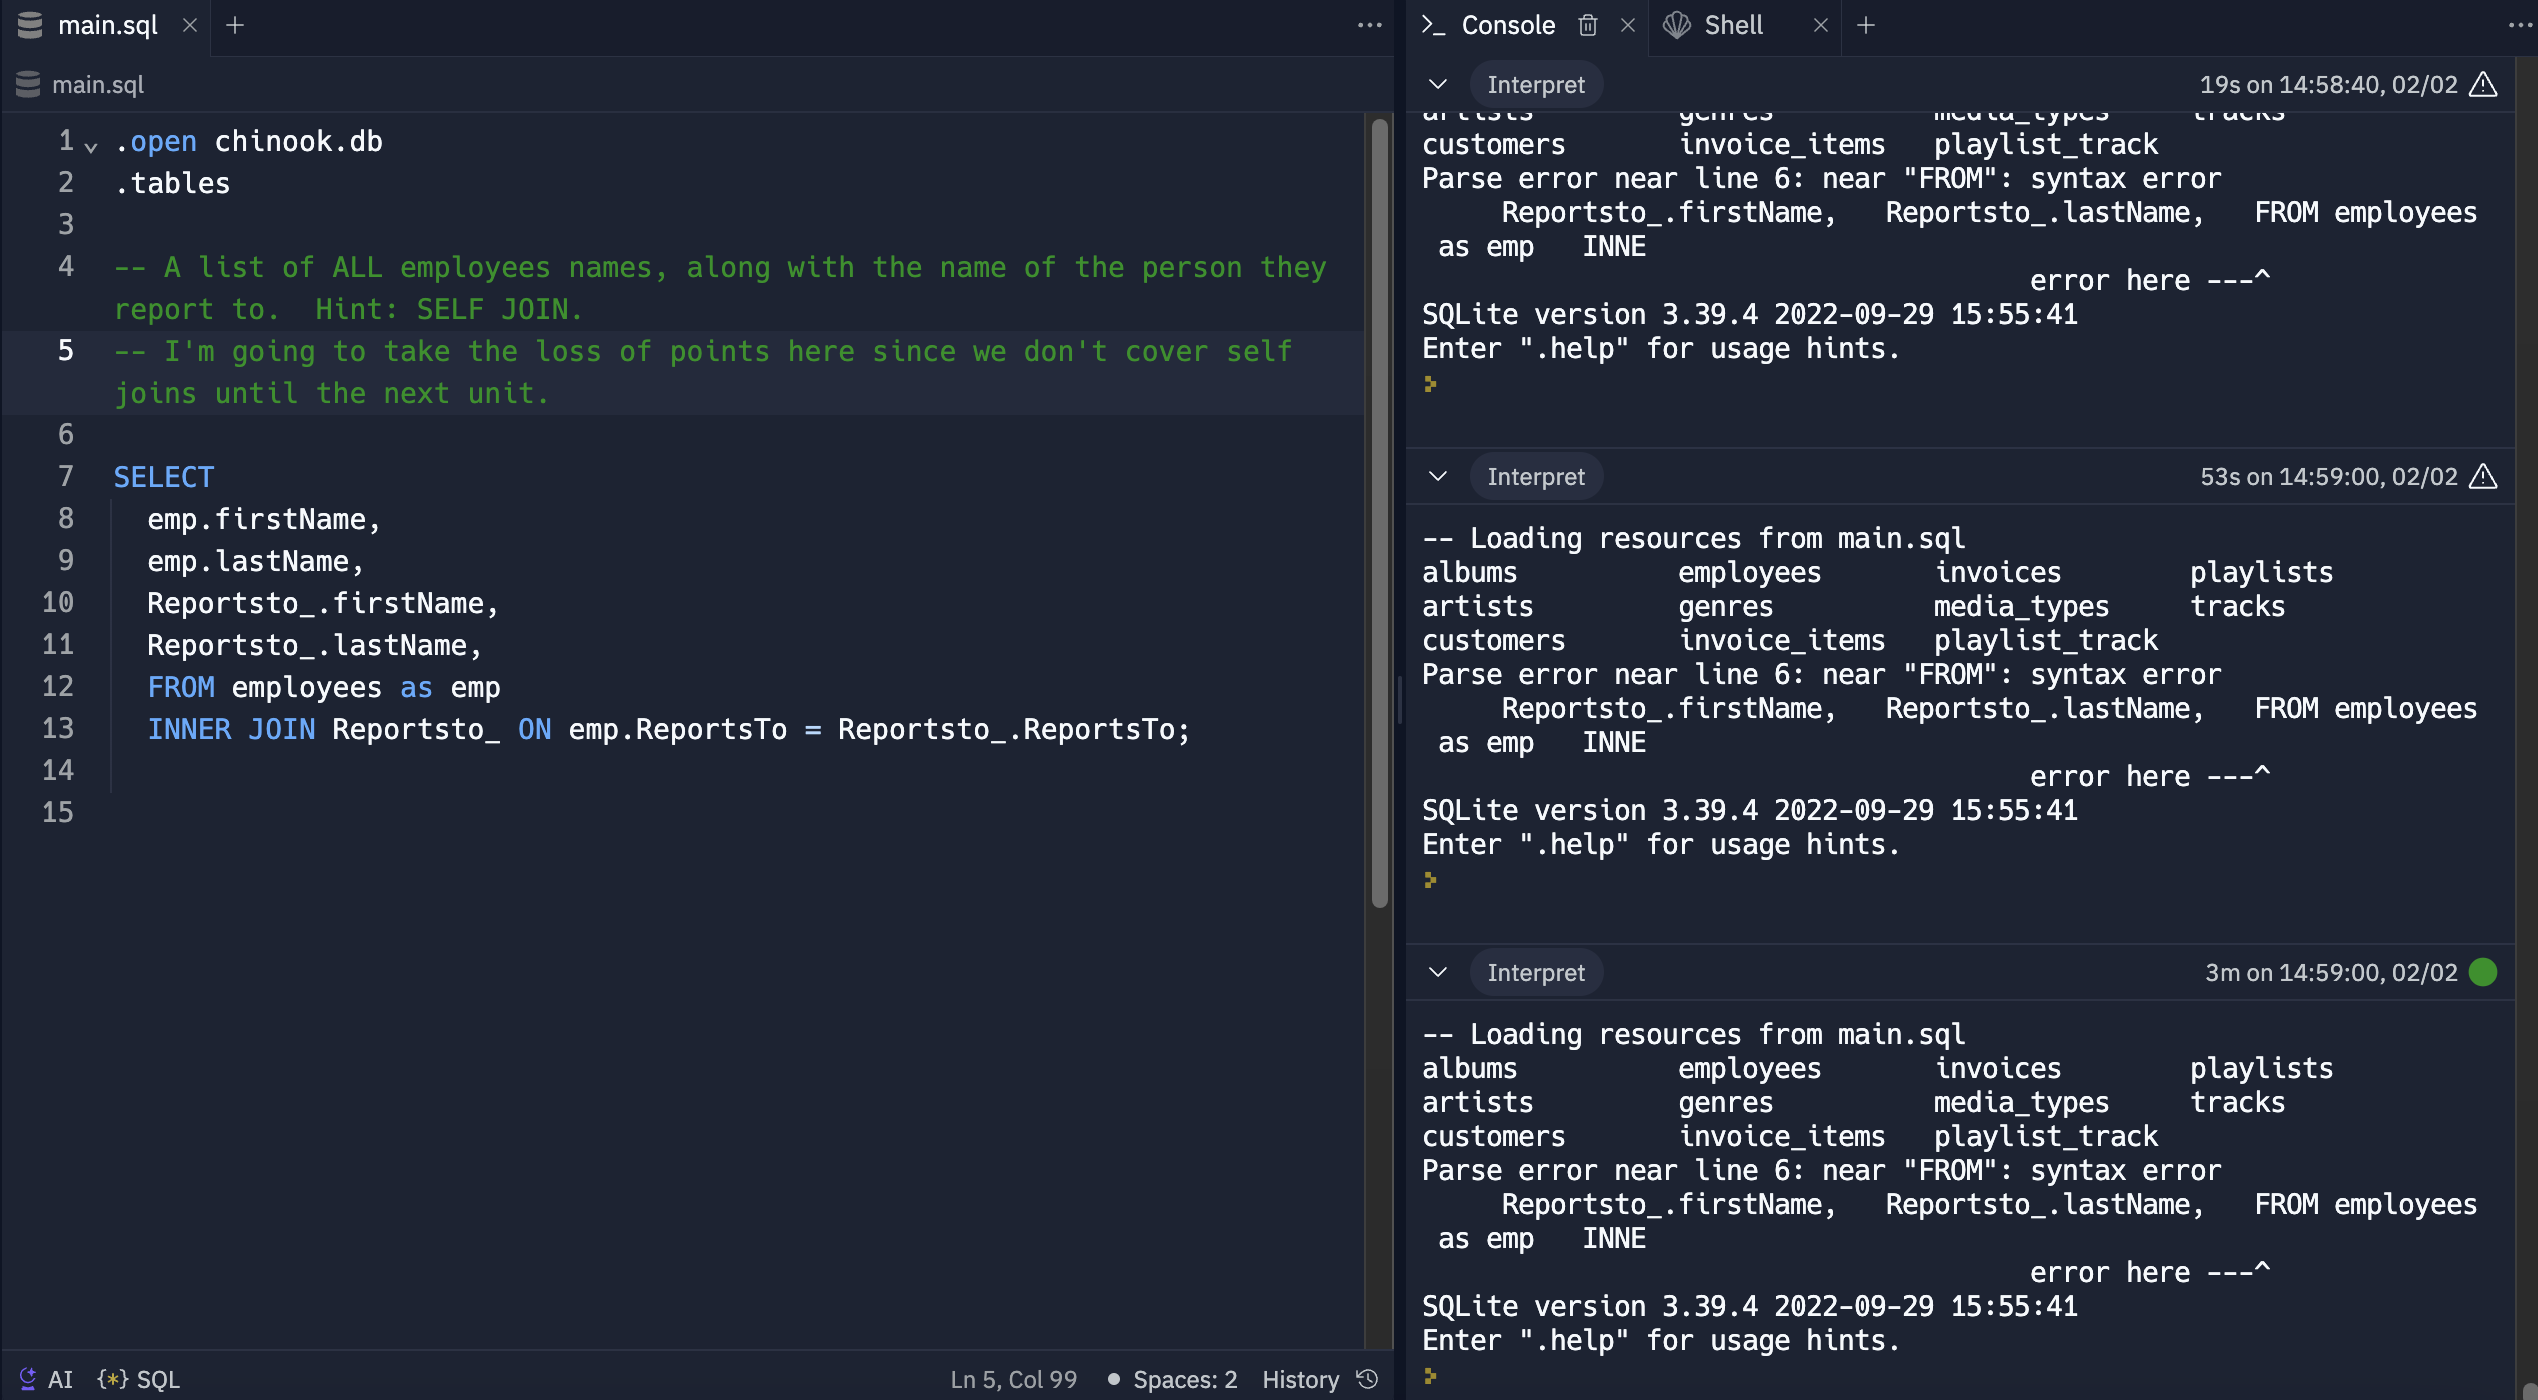 main.sql
main.sql
1 .open chinook.db
2 .tables
3
4 -- A list of ALL employees names, along with the name of the person they
report to.  Hint: SELF JOIN.
5 -- I'm going to take the loss of points here since we don't cover self
joins until the next unit.
6
7 SELECT
8 emp.firstName,
9 emp.lastName,
10 Reportsto_.firstName,
11 Reportsto_.lastName,
12 FROM employees as emp
13 INNER JOIN Reportsto_ ON emp.ReportsTo = Reportsto_.ReportsTo;
14
15
AI {*} SQL Ln 5, Col 99 Spaces: 2 History
Console Shell
Interpret 19s on 14:58:40, 02/02
artists genres media_types tracks
customers invoice_items playlist_track
Parse error near line 6: near "FROM": syntax error
Reportsto_.firstName, Reportsto_.lastName, FROM employees
as emp INNE
error here ---^
SQLite version 3.39.4 2022-09-29 15:55:41
Enter ".help" for usage hints.
Interpret 53s on 14:59:00, 02/02
-- Loading resources from main.sql
albums employees invoices playlists
artists genres media_types tracks
customers invoice_items playlist_track
Parse error near line 6: near "FROM": syntax error
Reportsto_.firstName, Reportsto_.lastName, FROM employees
as emp INNE
error here ---^
SQLite version 3.39.4 2022-09-29 15:55:41
Enter ".help" for usage hints.
Interpret 3m on 14:59:00, 02/02
-- Loading resources from main.sql
albums employees invoices playlists
artists genres media_types tracks
customers invoice_items playlist_track
Parse error near line 6: near "FROM": syntax error
Reportsto_.firstName, Reportsto_.lastName, FROM employees
as emp INNE
error here ---^
SQLite version 3.39.4 2022-09-29 15:55:41
Enter ".help" for usage hints.